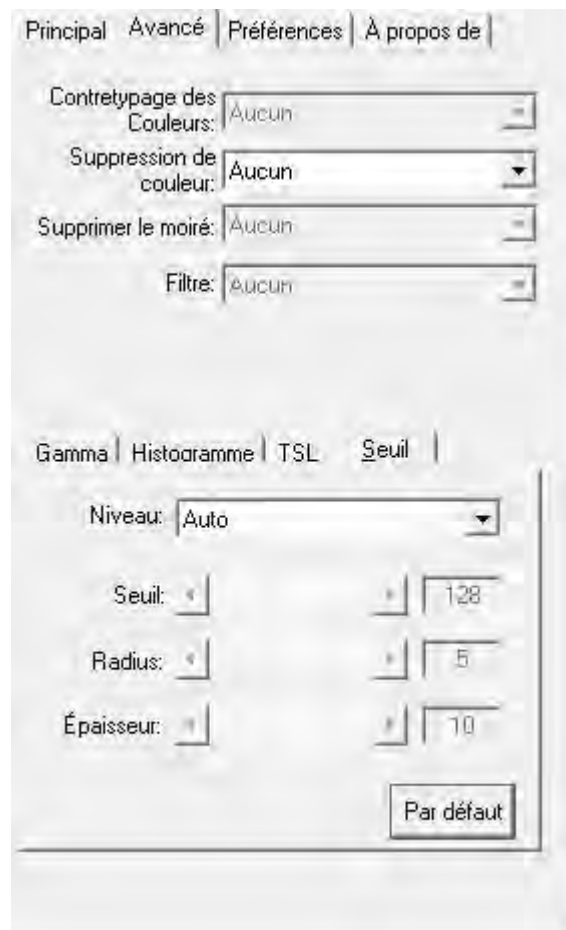 Principal Avancé Préférences À propos de
Contretypage des
Couleurs: Aucun
Suppression de
couleur: Aucun
Supprimer le moiré: Aucun
Filtre: Aucun
Gamma Histogramme TSL Seuil
Niveau: Auto
Seuil: 128
Radius: 5
Épaisseur: 10
Par défaut